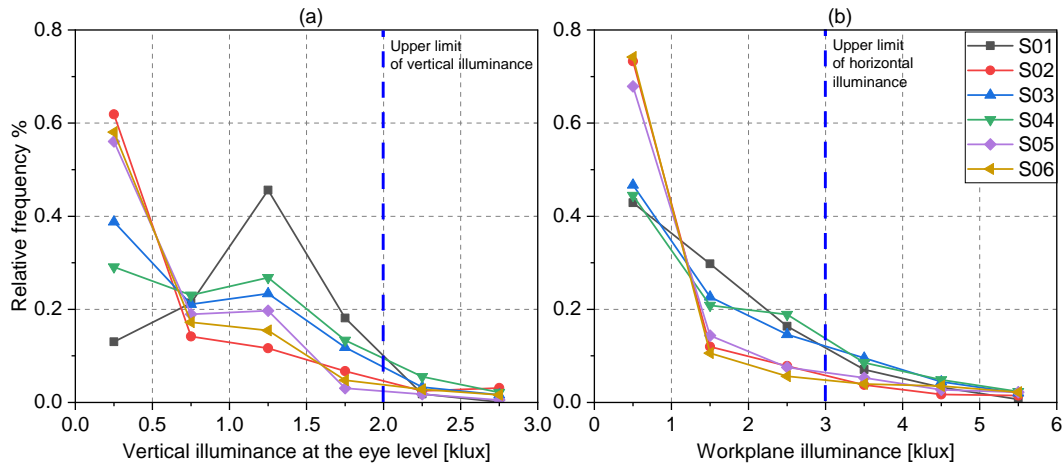 (a)
(b)
Relative frequency %
0.8
0.6
0.4
0.2
0.0
Upper limit
of vertical illuminance
0.0 0.5 1.0 1.5 2.0 2.5 3.0
Vertical illuminance at the eye level [klux]
Upper limit
of horizontal
illuminance
S01
S02
S03
S04
S05
S06
0.8
0.6
0.4
0.2
0.0
0 1 2 3 4 5 6
Workplane illuminance [klux]